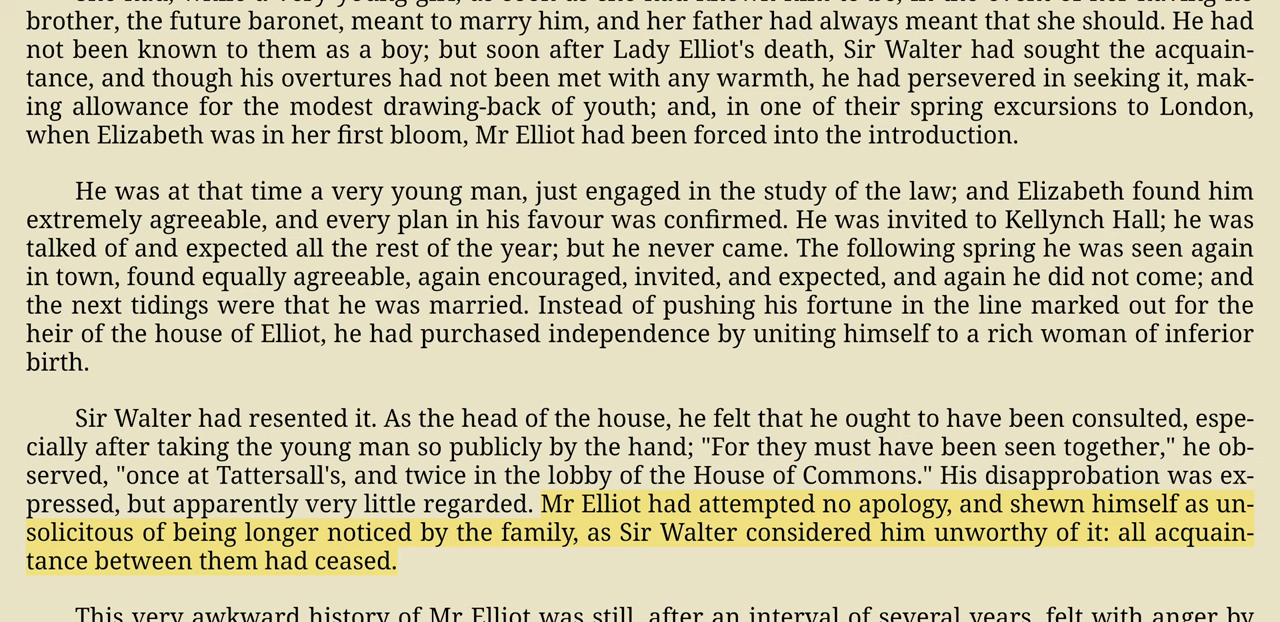 brother, the future baronet, meant to marry him, and her father had always meant that she should. He had
not been known to them as a boy; but soon after Lady Elliot's death, Sir Walter had sought the acquain-
tance, and though his overtures had not been met with any warmth, he had persevered in seeking it, mak-
ing allowance for the modest drawing-back of youth; and, in one of their spring excursions to London,
when Elizabeth was in her first bloom, Mr Elliot had been forced into the introduction.
He was at that time a very young man, just engaged in the study of the law; and Elizabeth found him
extremely agreeable, and every plan in his favour was confirmed. He was invited to Kellynch Hall; he was
talked of and expected all the rest of the year; but he never came. The following spring he was seen again
in town, found equally agreeable, again encouraged, invited, and expected, and again he did not come; and
the next tidings were that he was married. Instead of pushing his fortune in the line marked out for the
heir of the house of Elliot, he had purchased independence by uniting himself to a rich woman of inferior
birth.
Sir Walter had resented it. As the head of the house, he felt that he ought to have been consulted, espe-
cially after taking the young man so publicly by the hand; "For they must have been seen together," he ob-
served, "once at Tattersall's, and twice in the lobby of the House of Commons." His disapprobation was ex-
pressed, but apparently very little regarded. Mr Elliot had attempted no apology, and shewn himself as un-
solicitous of being longer noticed by the family, as Sir Walter considered him unworthy of it: all acquain-
tance between them had ceased.
This very awkward history of Mr Elliot was still, after an interval of several years, felt with anger by